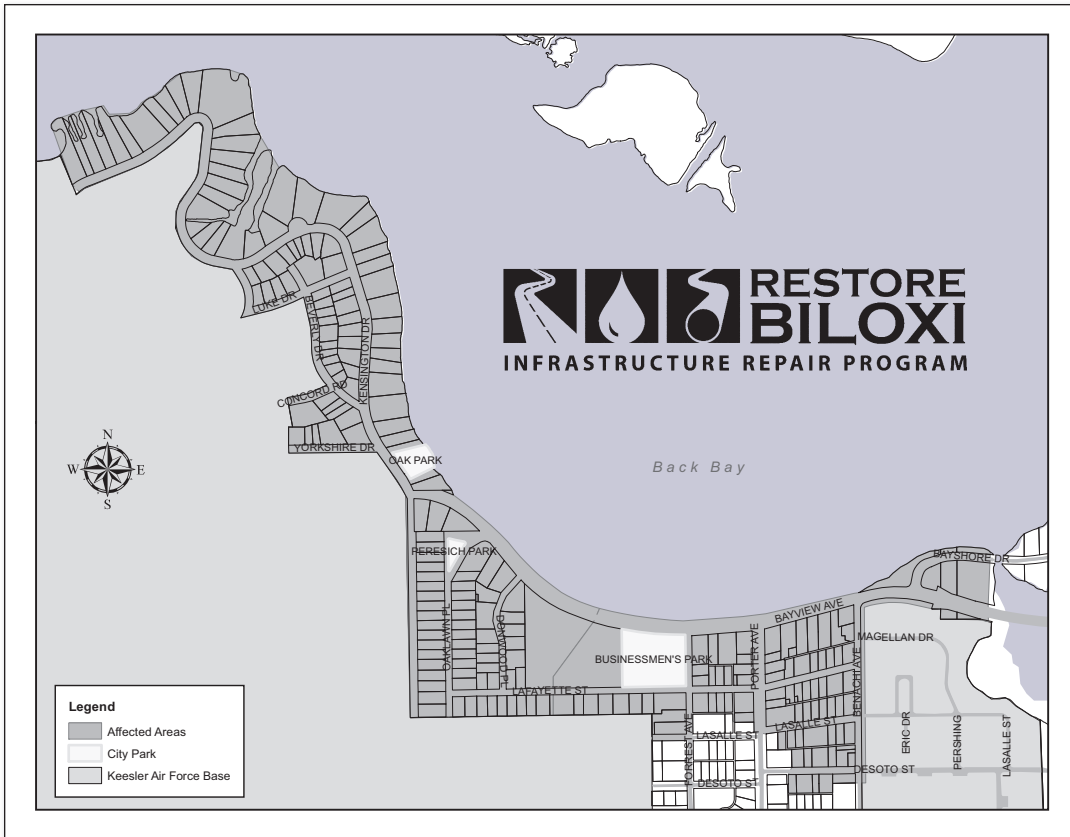 RESTORE
BILOXI
INFRASTRUCTURE REPAIR PROGRAM
LUKE DR
BEVERLY DR
KENSINGTON DR
CONCORD RD
YORKSHIRE DR
OAK PARK
N
W
E
S
Back Bay
PERESICH PARK
BAYSHORE DR
OAKLAWN PL
DONWOOD PL
BAYVIEW AVE
PORTER AVE
MAGELLAN DR
BUSINESSMEN'S PARK
BENACHI AVE
LAFAYETTE ST
LASALLE ST
FORREST AVE
LASALLE ST
ERIC DR
PERSHING
LASALLE ST
DESOTO ST
DESOTO ST
Legend
Affected Areas
City Park
Keesler Air Force Base